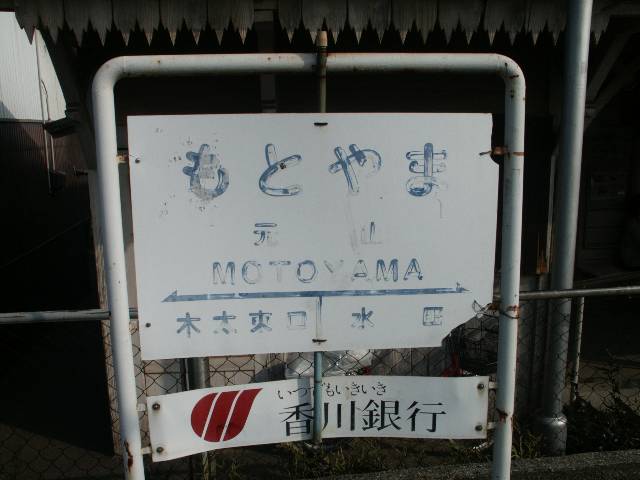 もとやま
元山
MOTOYAMA
木太東口 水田
いつでもいきいき
香川銀行